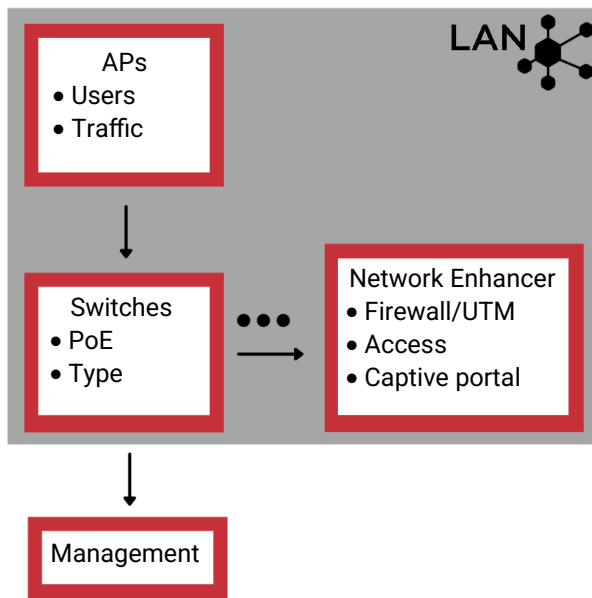 LAN
APs
• Users
• Traffic
Switches
• PoE
• Type
Network Enhancer
• Firewall/UTM
• Access
• Captive portal
Management